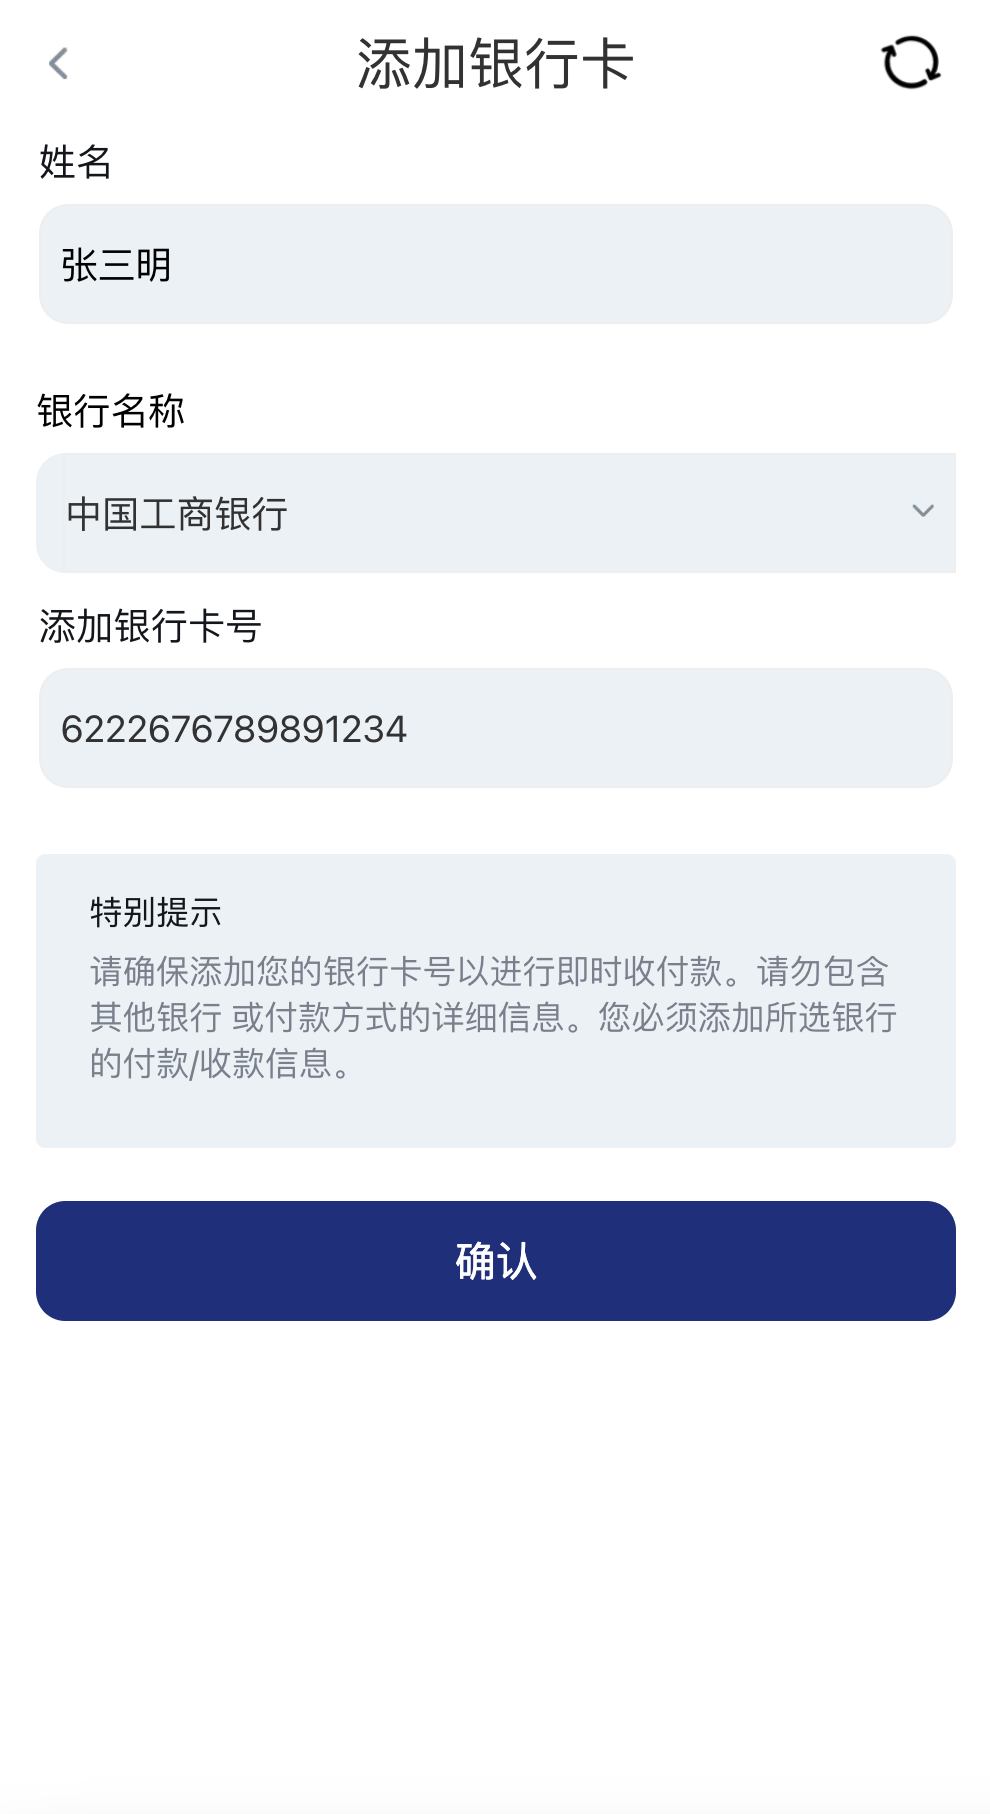 添加银行卡
姓名
张三明
银行名称
中国工商银行
添加银行卡号
6222676789891234
特别提示
请确保添加您的银行卡号以进行即时收付款。请勿包含
其他银行 或付款方式的详细信息。您必须添加所选银行
的付款/收款信息。
确认